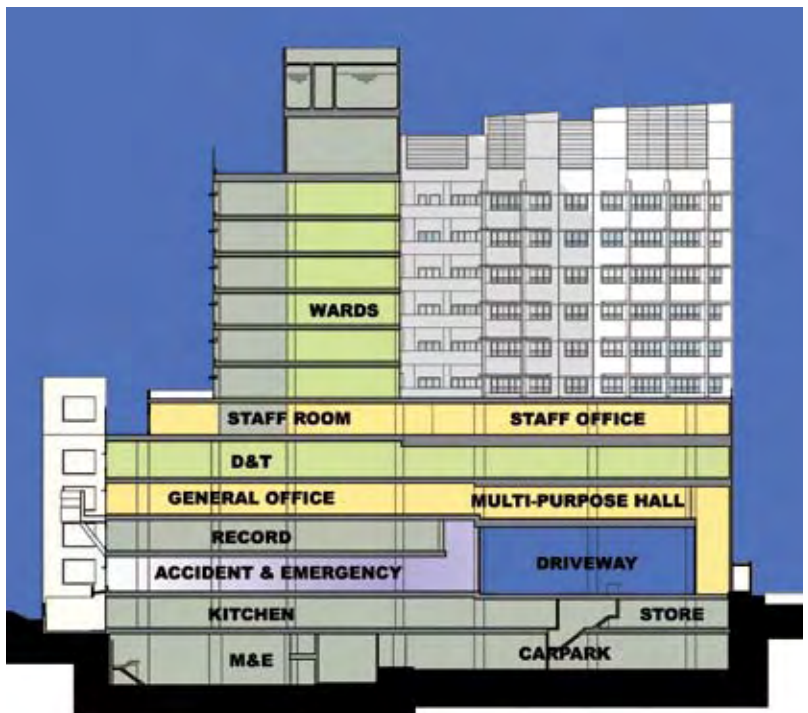 WARDS
STAFF ROOM STAFF OFFICE
D&T
GENERAL OFFICE MULTI-PURPOSE HALL
RECORD
ACCIDENT & EMERGENCY DRIVEWAY
KITCHEN STORE
M&E CARPARK